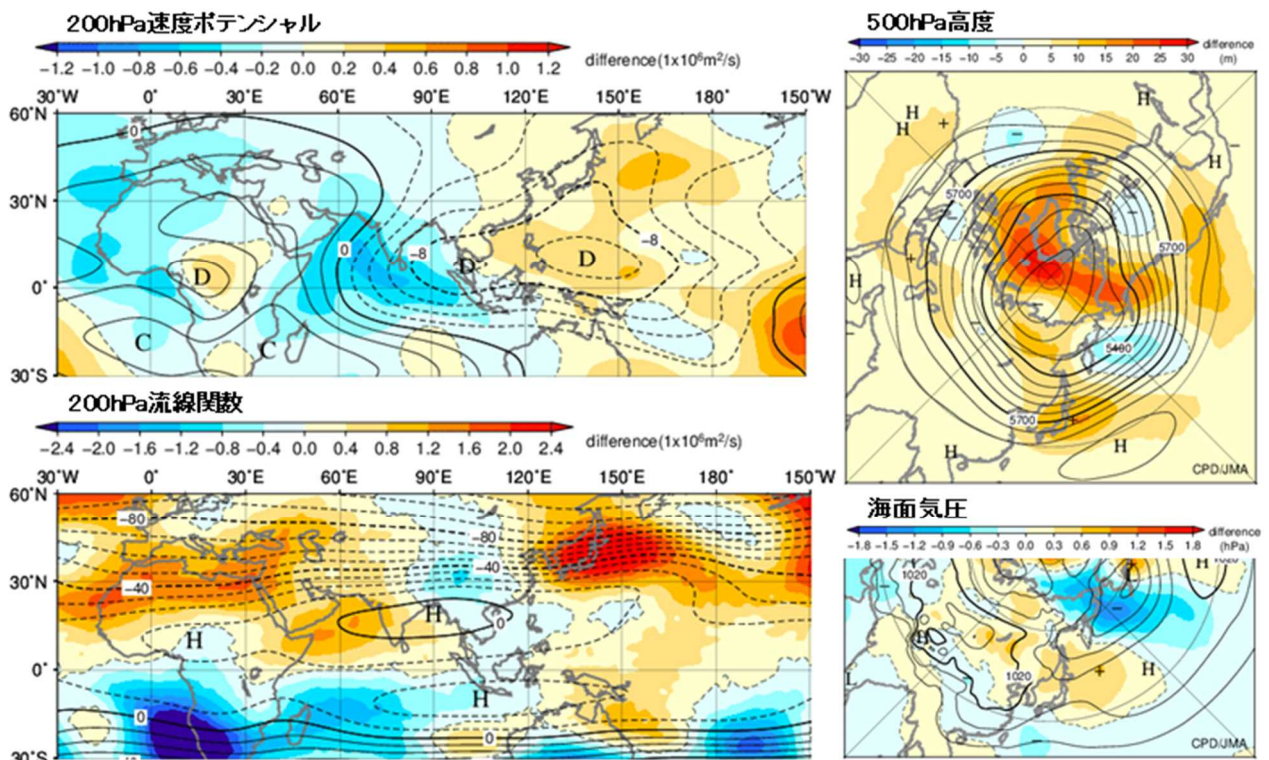 200hPa速度ポテンシャル
−1.2 −1.0 −0.8 −0.6 −0.4 −0.2 0.0 0.2 0.4 0.6 0.8 1.0 1.2
difference(1x10⁶m²/s)
30°W 0° 30°E 60°E 90°E 120°E 150°E 180° 150°W
60°N
30°N
0°
30°S
0
0
−8
−8
D
D
D
C
C
200hPa流線関数
−2.4 −2.0 −1.6 −1.2 −0.8 −0.4 0.0 0.4 0.8 1.2 1.6 2.0 2.4
difference(1x10⁶m²/s)
30°W 0° 30°E 60°E 90°E 120°E 150°E 180° 150°W
60°N
30°N
0°
30°S
−80
−80
−40
−40
H
H
0
H
0
0
500hPa高度
−30 −25 −20 −15 −10 −5 0 5 10 15 20 25 30
difference
(m)
H
H
H
+
−
H
−
5700
−
−
+
5700
H
−
−
5400
5700
+
H
H
CPD/JMA
海面気圧
−1.8 −1.5 −1.2 −0.9 −0.6 −0.3 0.0 0.3 0.6 0.9 1.2 1.5 1.8
difference
(hPa)
1020
H
1020
−
−
H
+
H
1020
−
L
−
CPD/JMA